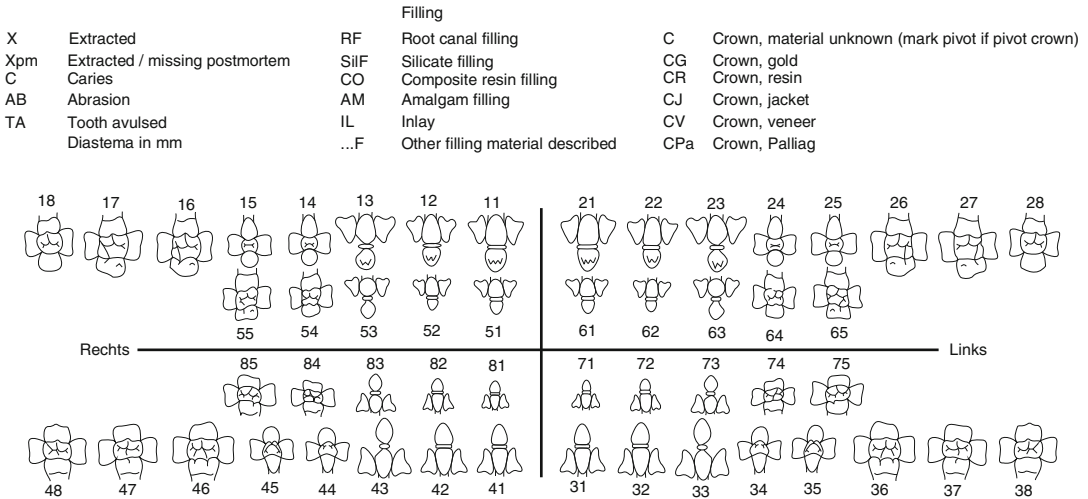 Filling
X Extracted RF Root canal filling C Crown, material unknown (mark pivot if pivot crown)
Xpm Extracted / missing postmortem SilF Silicate filling CG Crown, gold
C Caries CO Composite resin filling CR Crown, resin
AB Abrasion AM Amalgam filling CJ Crown, jacket
TA Tooth avulsed IL Inlay CV Crown, veneer
Diastema in mm ...F Other filling material described CPa Crown, Palliag
18 17 16 15 14 13 12 11 21 22 23 24 25 26 27 28
55 54 53 52 51 61 62 63 64 65
Rechts Links
85 84 83 82 81 71 72 73 74 75
48 47 46 45 44 43 42 41 31 32 33 34 35 36 37 38